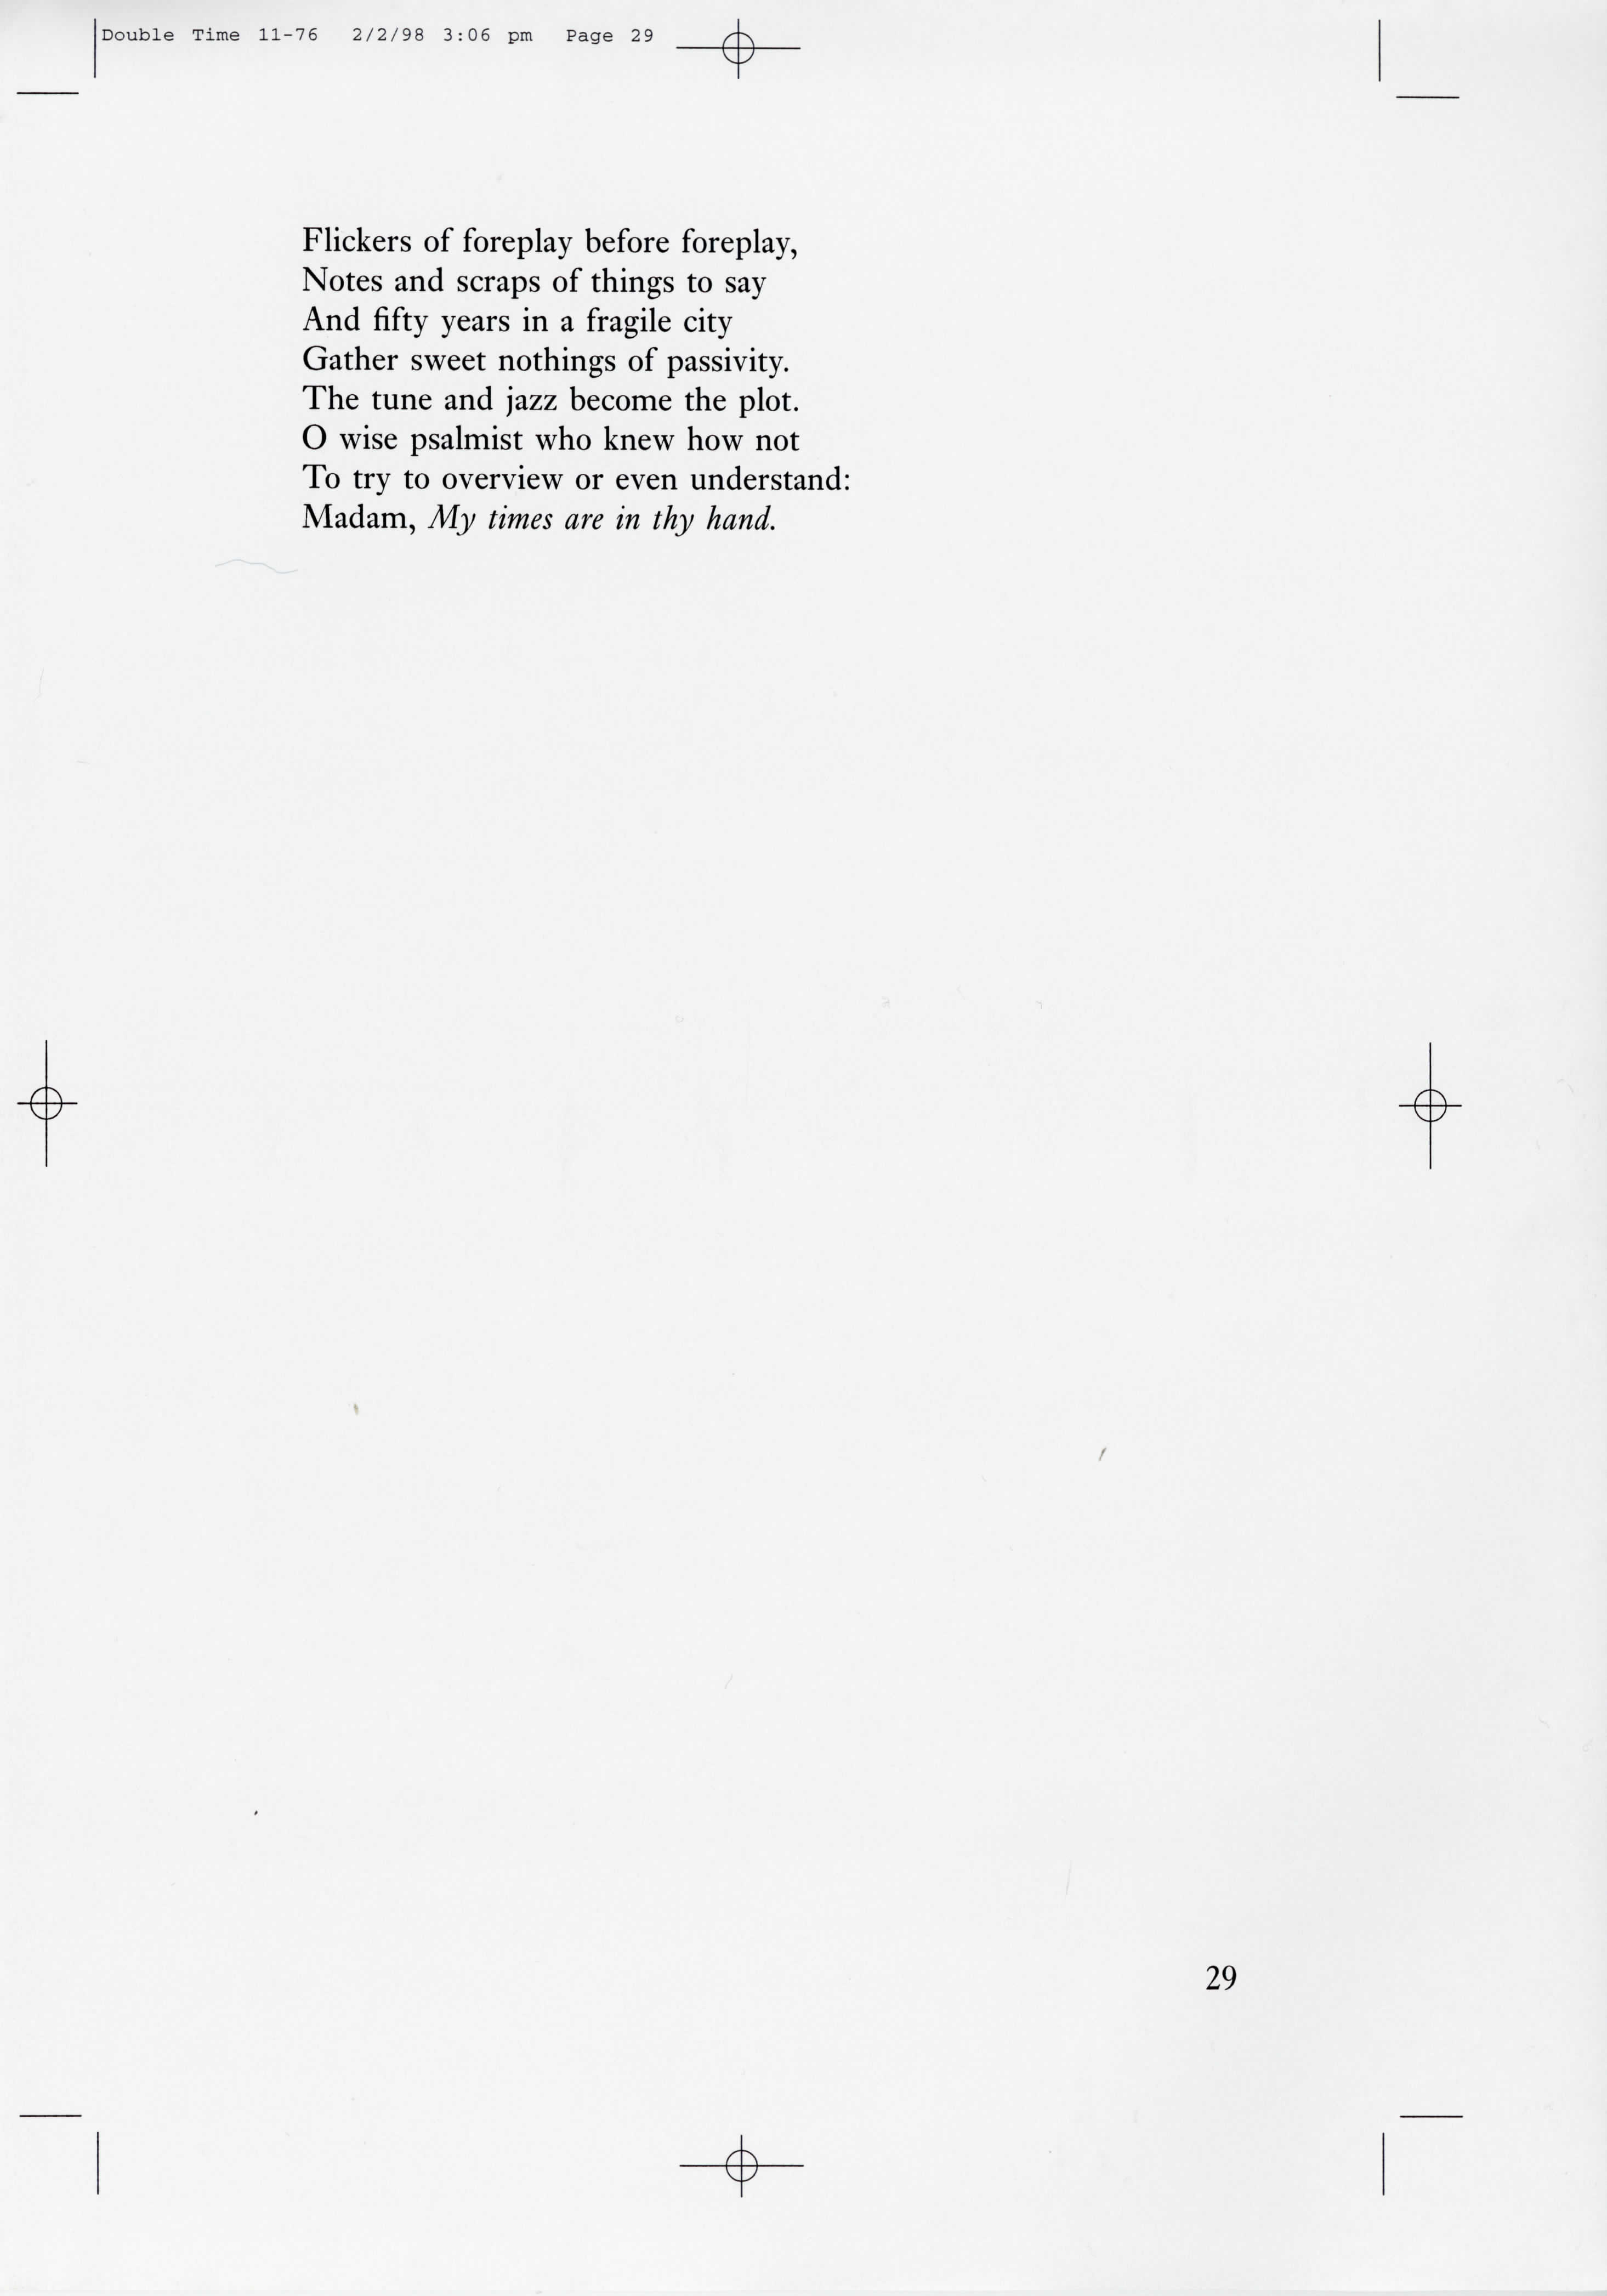 Double Time 11-76 2/2/98 3:06 pm Page 29
Flickers of foreplay before foreplay,
Notes and scraps of things to say
And fifty years in a fragile city
Gather sweet nothings of passivity.
The tune and jazz become the plot.
O wise psalmist who knew how not
To try to overview or even understand:
Madam, My times are in thy hand.
29